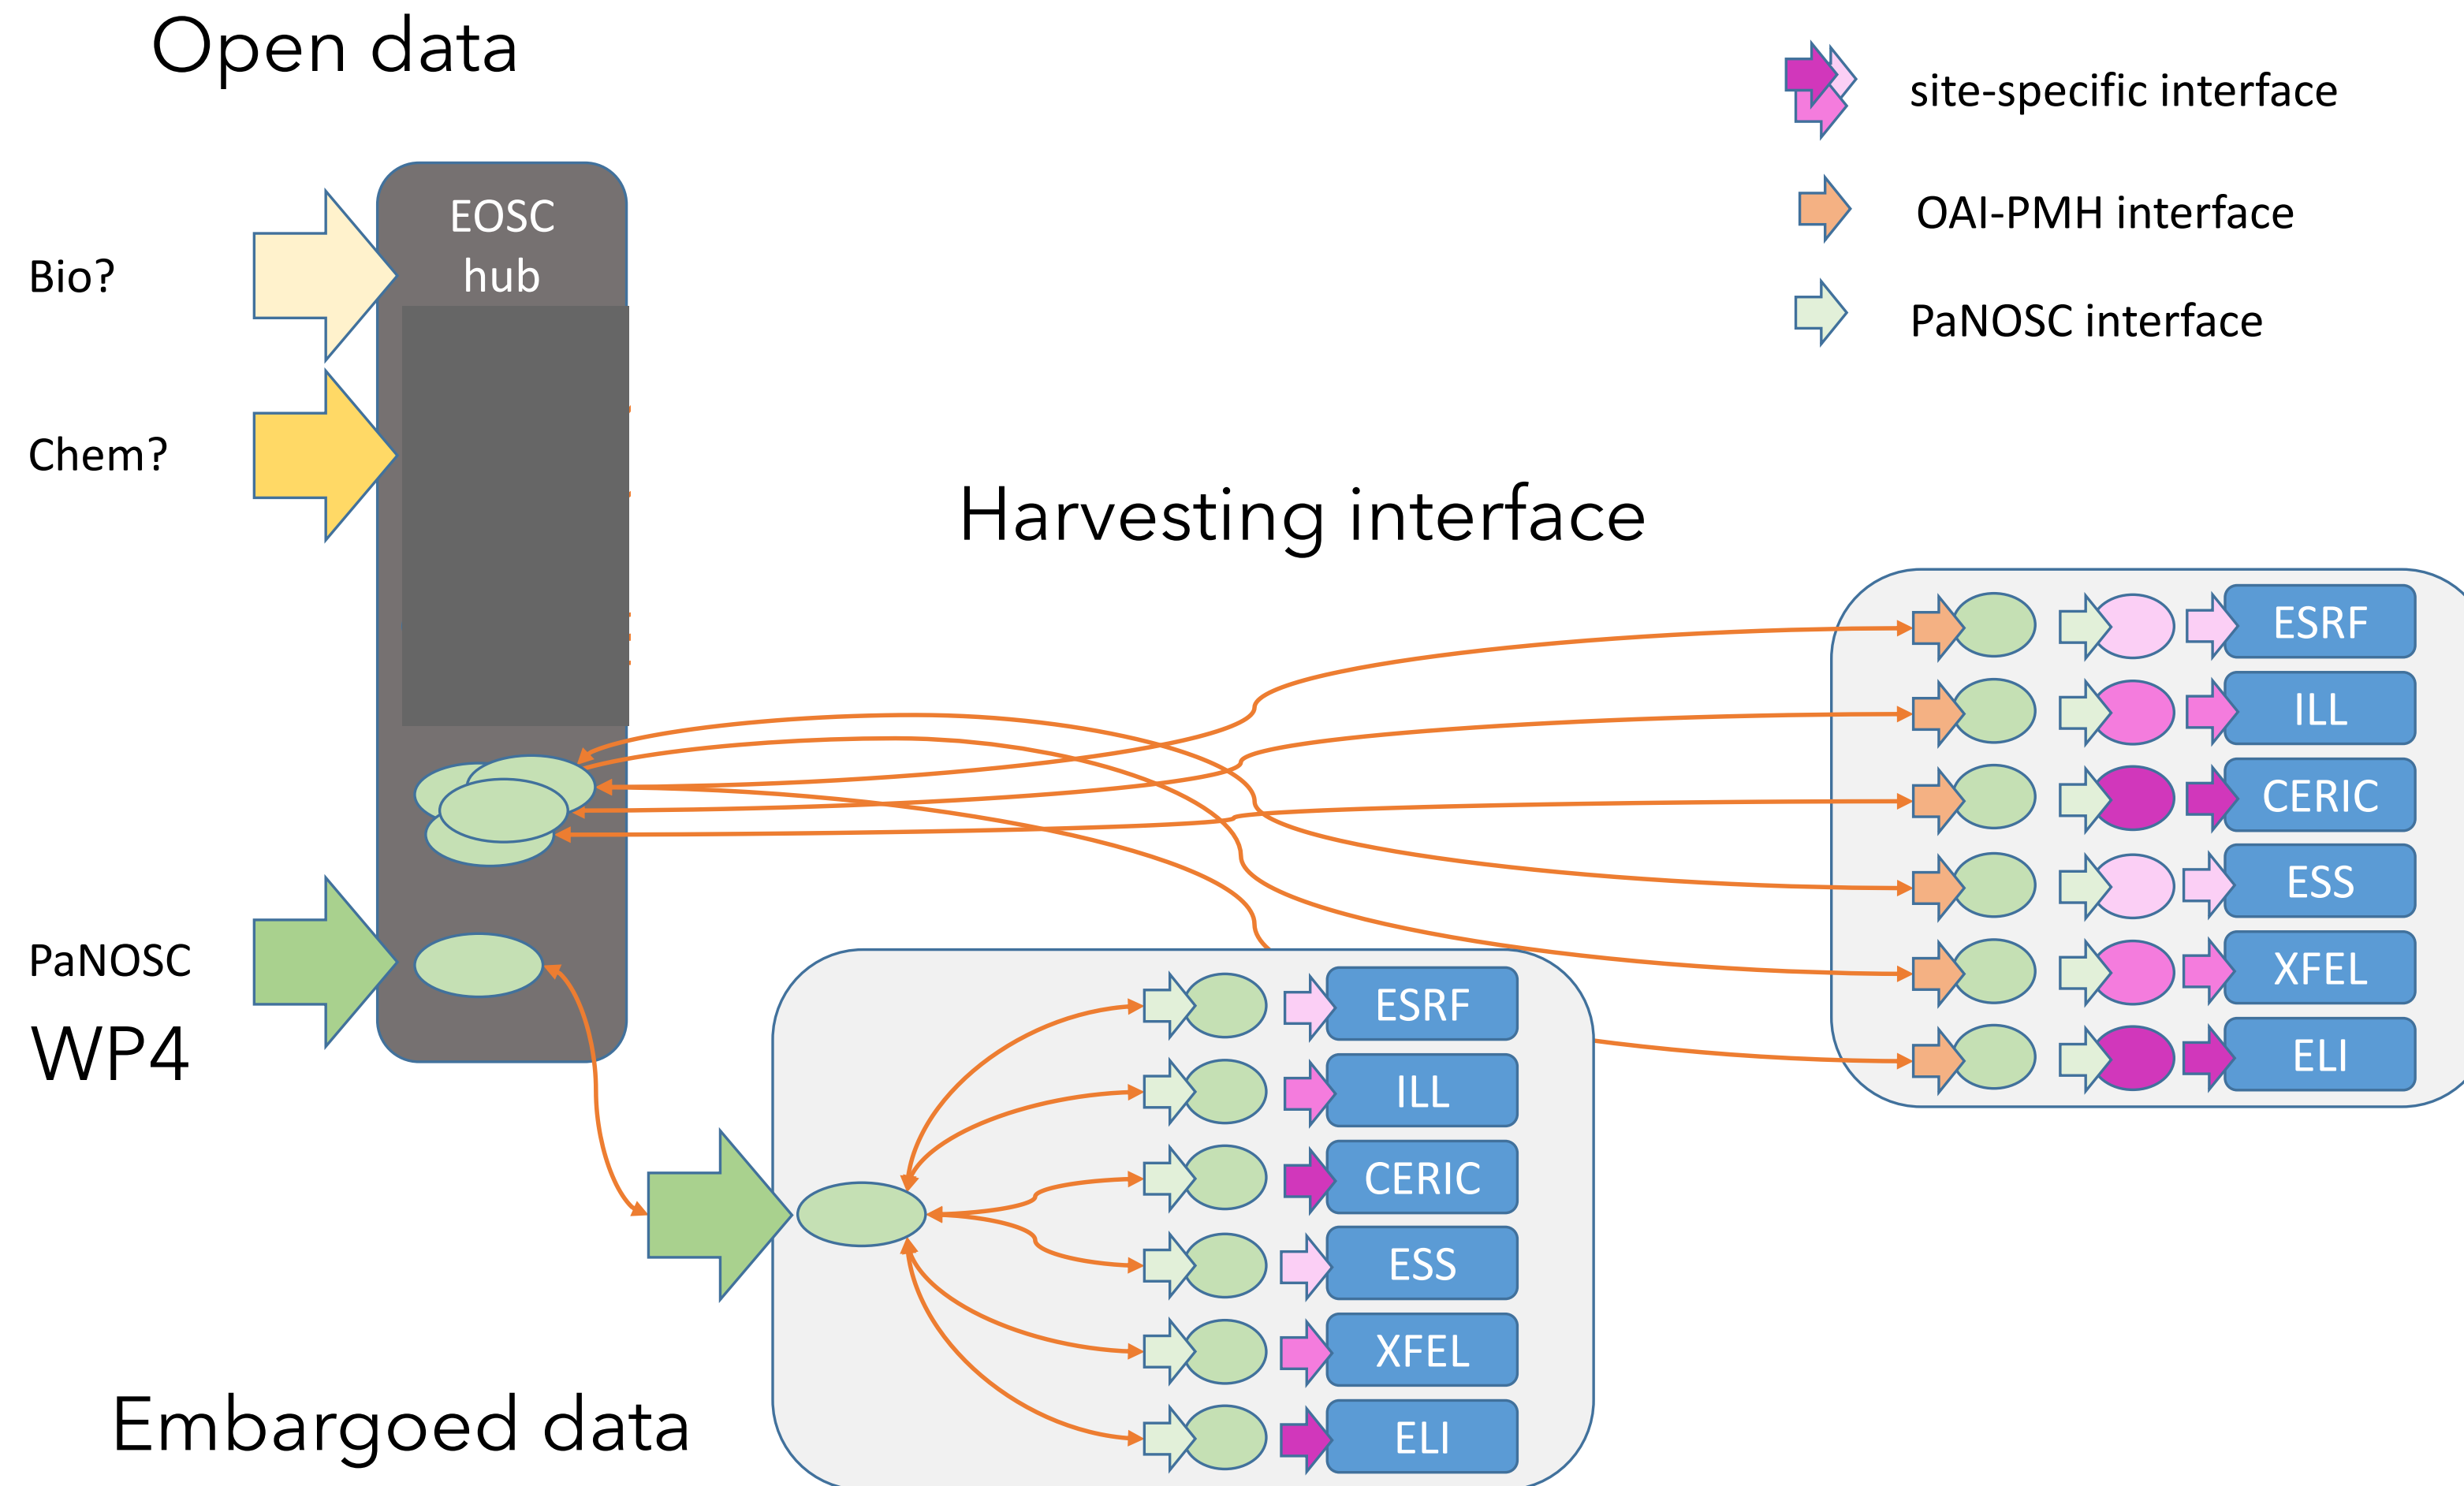 Open data
site-specific interface
OAI-PMH interface
PaNOSC interface
EOSC
hub
Bio?
Chem?
Harvesting interface
ESRF
ILL
CERIC
ESS
XFEL
ELI
PaNOSC
WP4
ESRF
ILL
CERIC
ESS
XFEL
ELI
Embargoed data